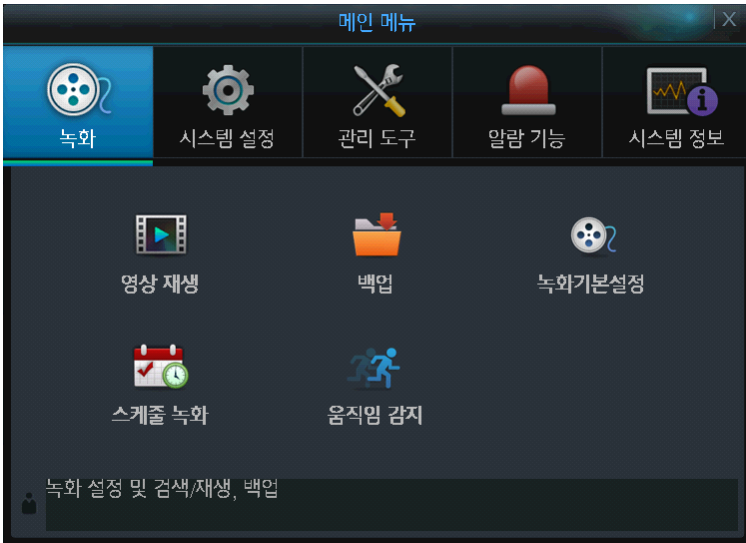 메인 메뉴
X
녹화
시스템 설정
관리 도구
알람 기능
시스템 정보
영상 재생
백업
녹화기본설정
스케줄 녹화
움직임 감지
녹화 설정 및 검색/재생, 백업